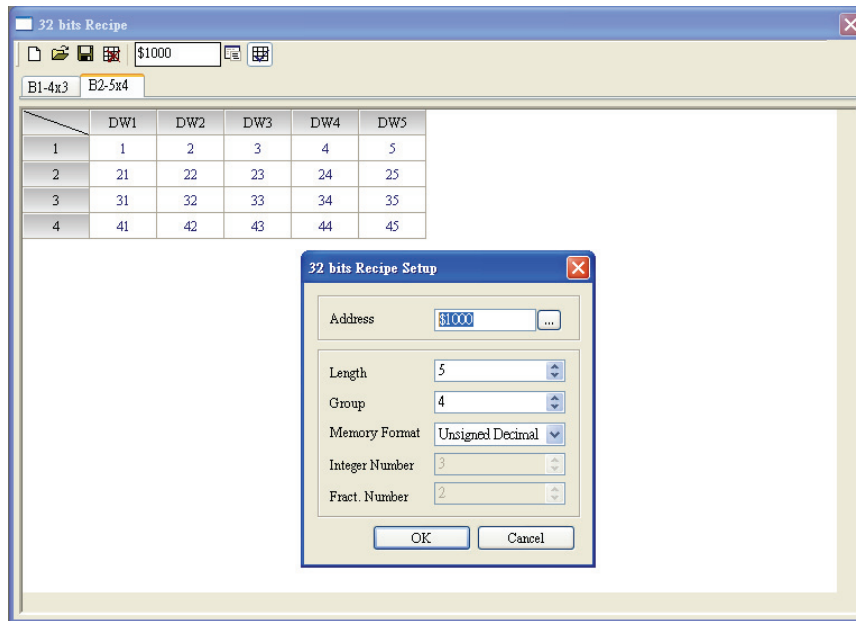 32 bits Recipe
$1000
B1-4x3 B2-5x4
DW1 DW2 DW3 DW4 DW5
1 1 2 3 4 5
2 21 22 23 24 25
3 31 32 33 34 35
4 41 42 43 44 45
32 bits Recipe Setup
Address $1000 ...
Length 5
Group 4
Memory Format Unsigned Decimal
Integer Number 3
Fract. Number 2
OK Cancel